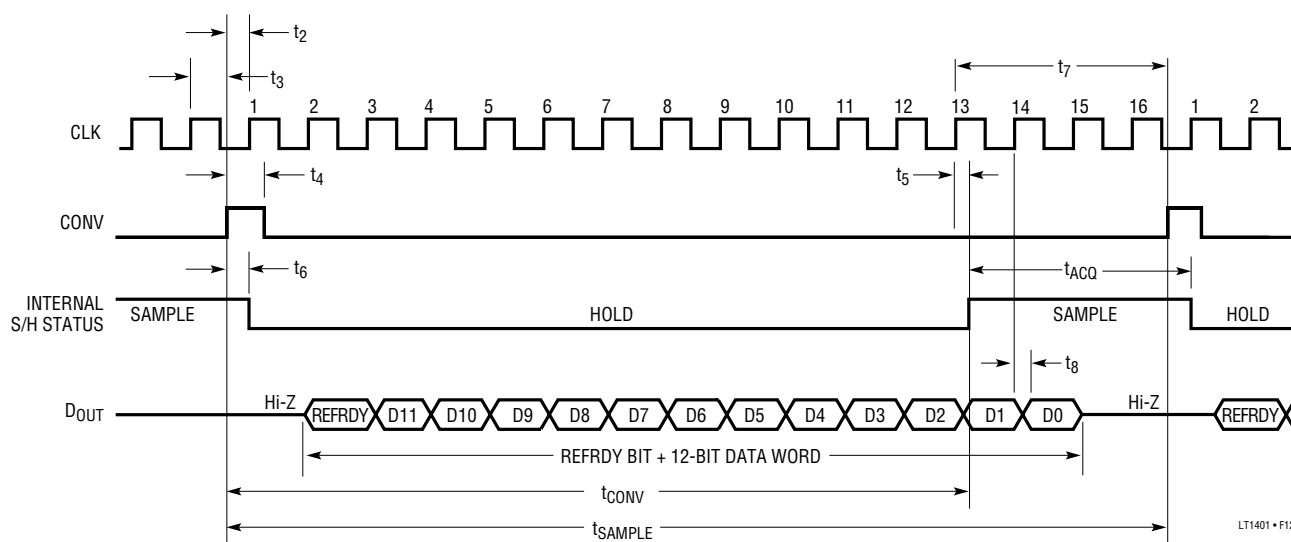 t2
t3
t7
1 2 3 4 5 6 7 8 9 10 11 12 13 14 15 16 1 2
CLK
t4
t5
CONV
t6
tACQ
INTERNAL
S/H STATUS
SAMPLE HOLD SAMPLE HOLD
t8
DOUT
Hi-Z REFRDY D11 D10 D9 D8 D7 D6 D5 D4 D3 D2 D1 D0 Hi-Z REFRDY
REFRDY BIT + 12-BIT DATA WORD
tCONV
tSAMPLE